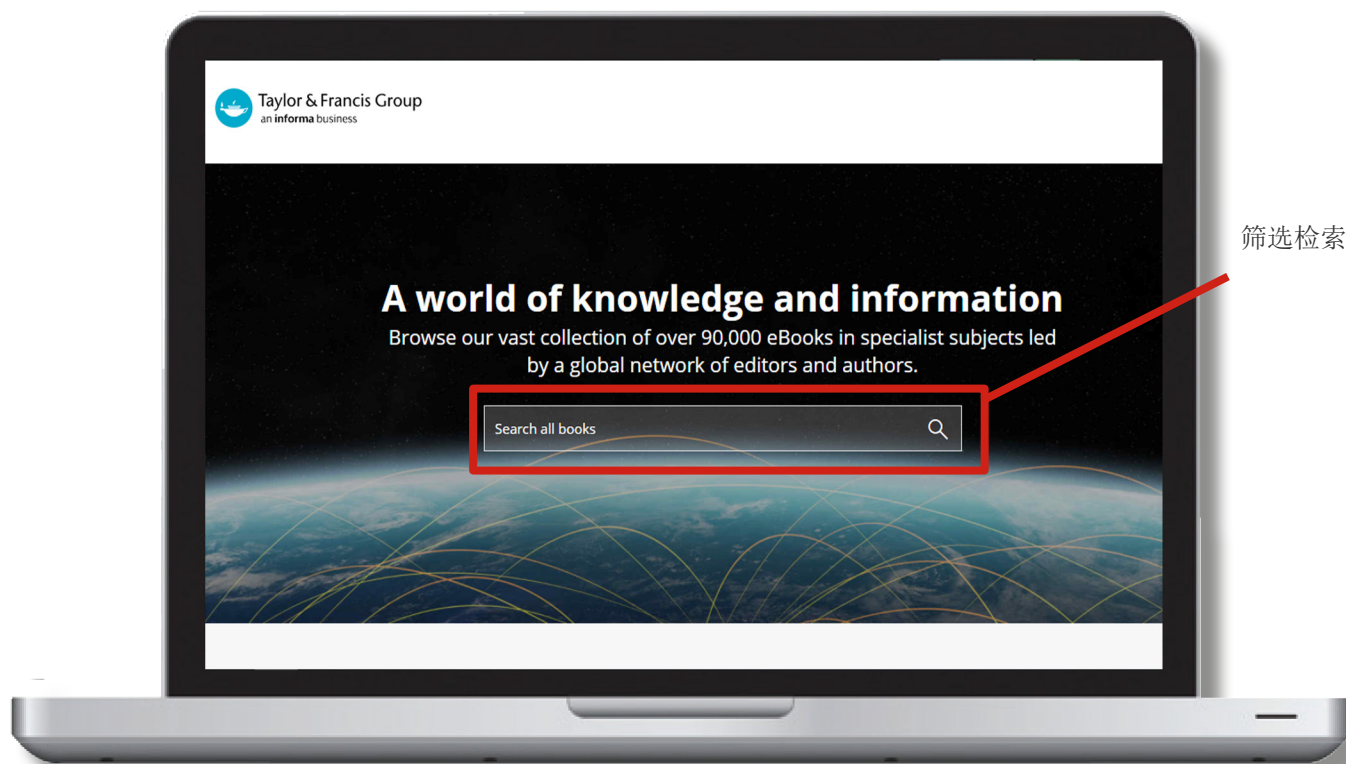 Taylor & Francis Group
an informa business
筛选检索
A world of knowledge and information
Browse our vast collection of over 90,000 eBooks in specialist subjects led
by a global network of editors and authors.
Search all books